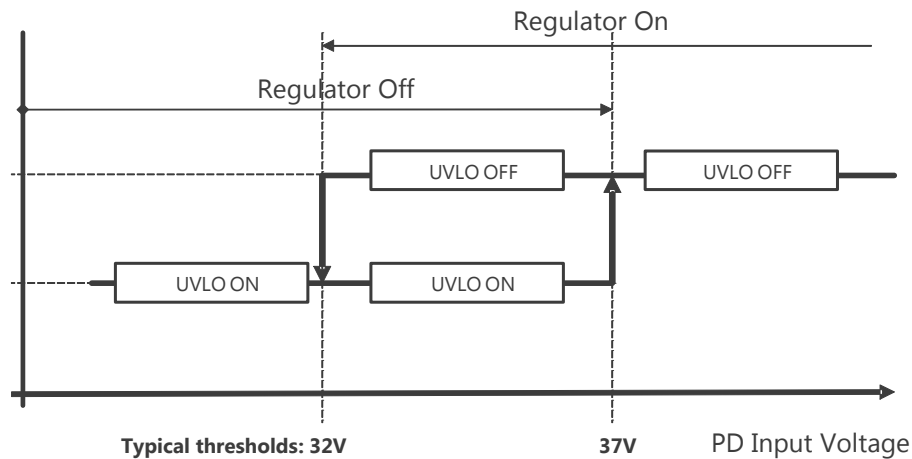 Regulator On
Regulator Off
UVLO OFF
UVLO OFF
UVLO ON
UVLO ON
Typical thresholds: 32V
37V
PD Input Voltage